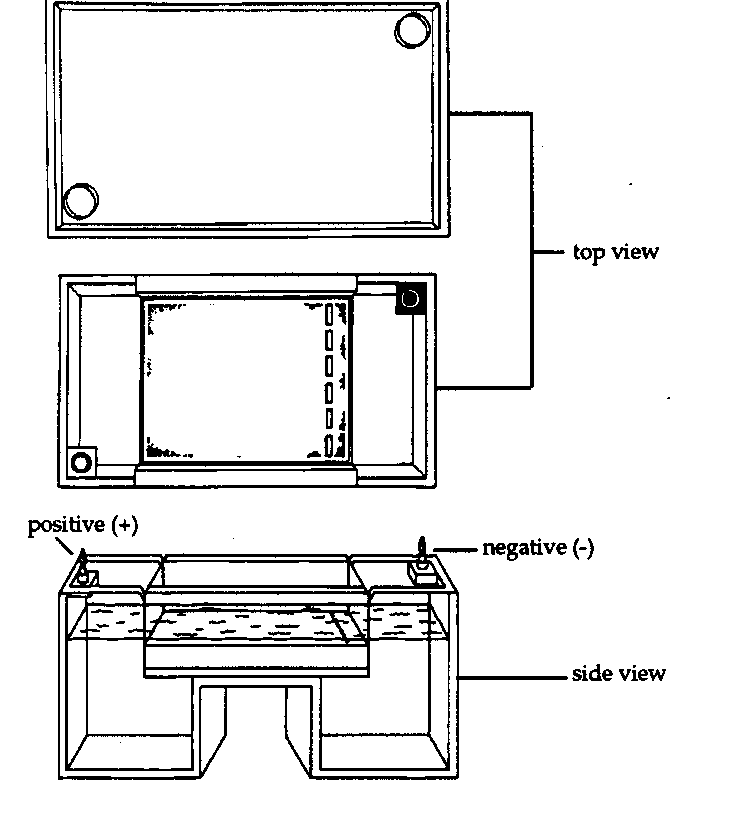 top view
positive (+)
negative (-)
side view